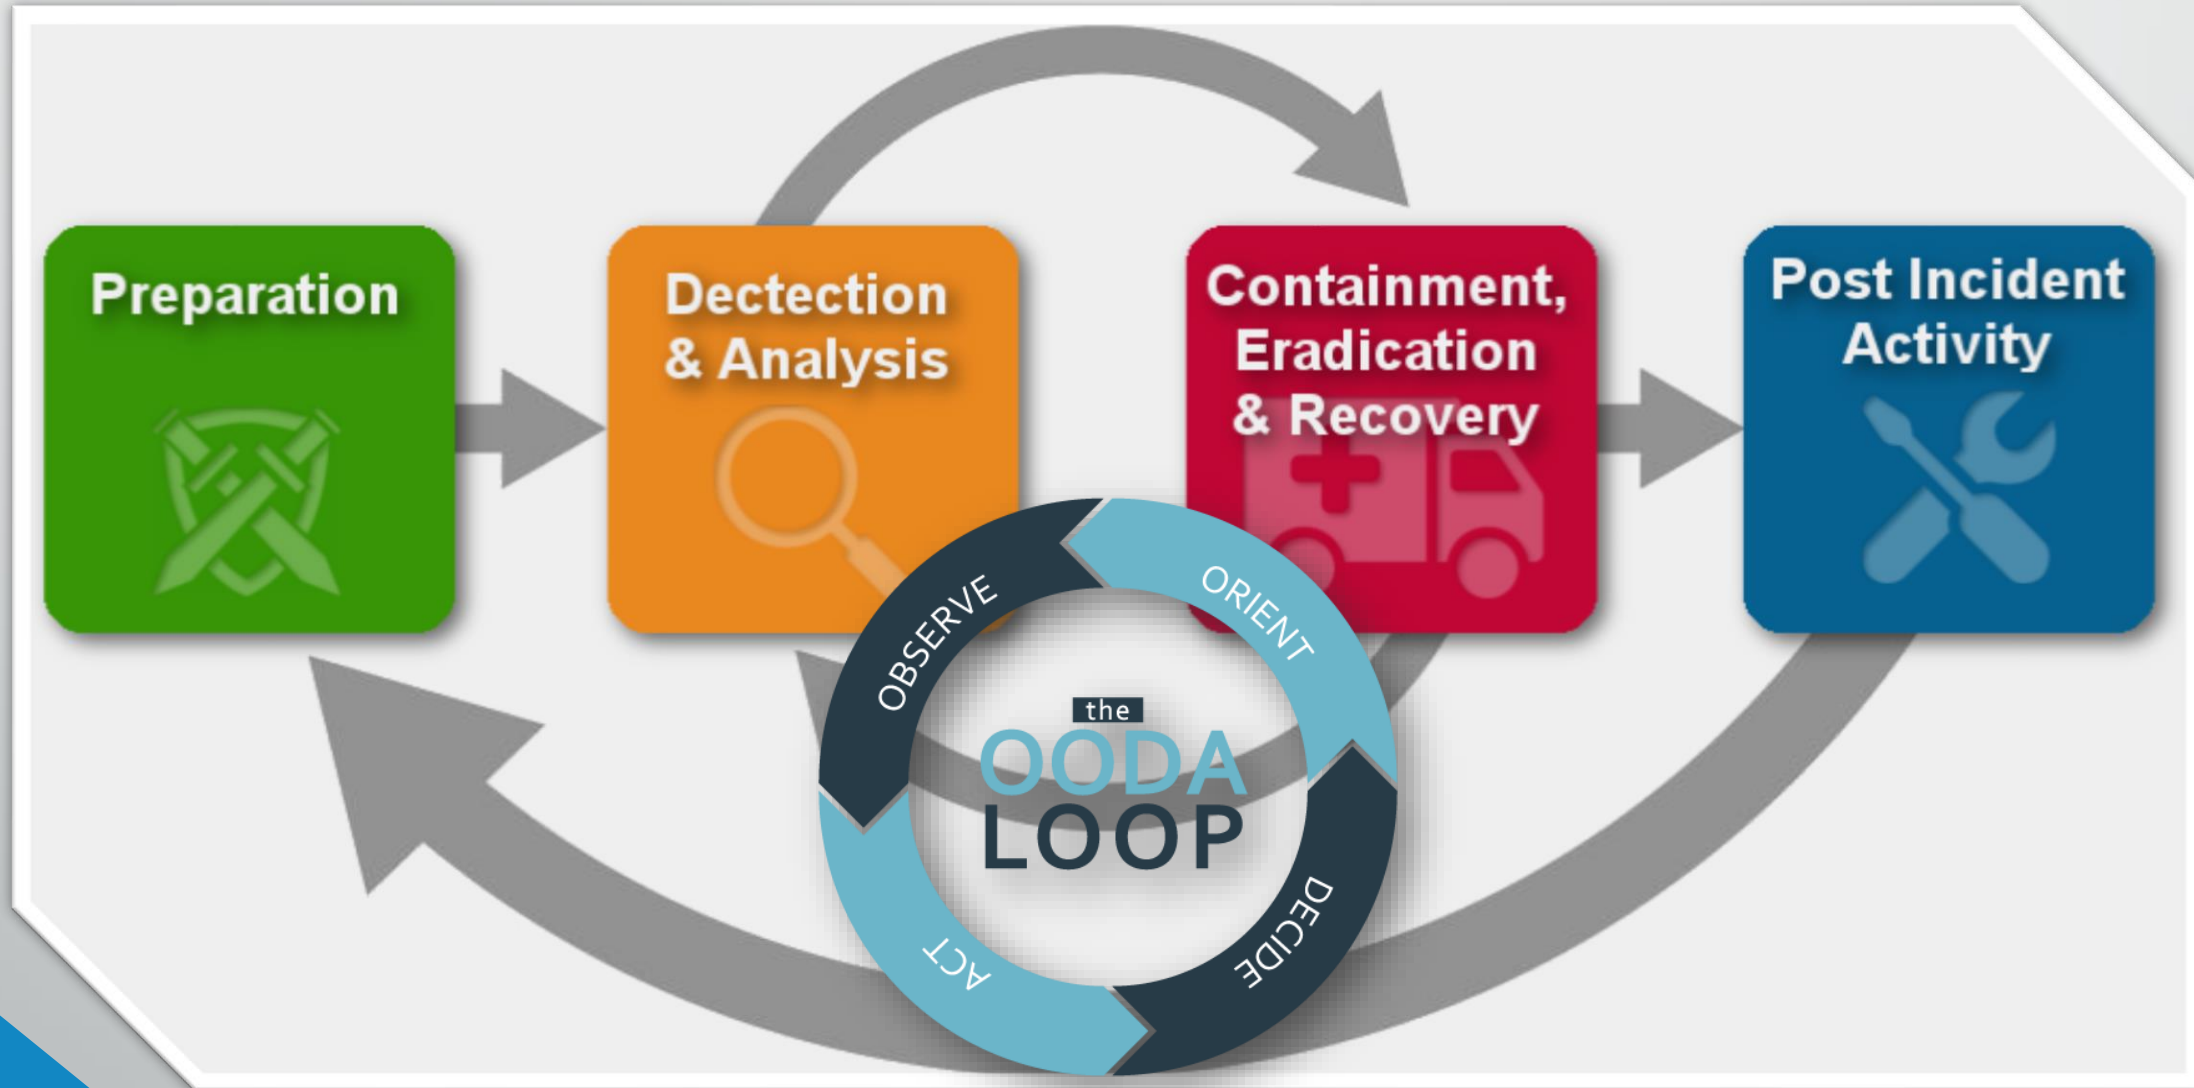 Preparation
Dectection
& Analysis
Containment,
Eradication
& Recovery
Post Incident
Activity
OBSERVE
ORIENT
the
OODA
LOOP
DECIDE
ACT